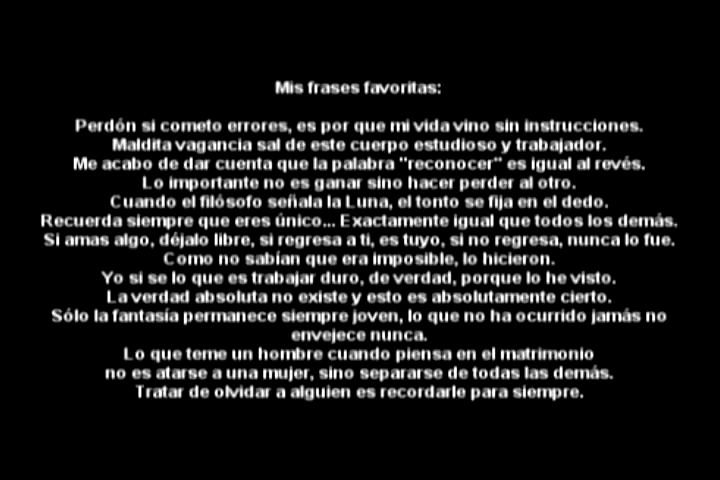 Mis frases favoritas:
Perdón si cometo errores, es por que mi vida vino sin instrucciones.
Maldita vagancia sal de este cuerpo estudioso y trabajador.
Me acabo de dar cuenta que la palabra "reconocer" es igual al revés.
Lo importante no es ganar sino hacer perder al otro.
Cuando el filósofo señala la Luna, el tonto se fija en el dedo.
Recuerda siempre que eres único... Exactamente igual que todos los demás.
Si amas algo, déjalo libre, si regresa a ti, es tuyo, si no regresa, nunca lo fue.
Como no sabían que era imposible, lo hicieron.
Yo si se lo que es trabajar duro, de verdad, porque lo he visto.
La verdad absoluta no existe y esto es absolutamente cierto.
Sólo la fantasía permanece siempre joven, lo que no ha ocurrido jamás no
envejece nunca.
Lo que teme un hombre cuando piensa en el matrimonio
no es atarse a una mujer, sino separarse de todas las demás.
Tratar de olvidar a alguien es recordarle para siempre.